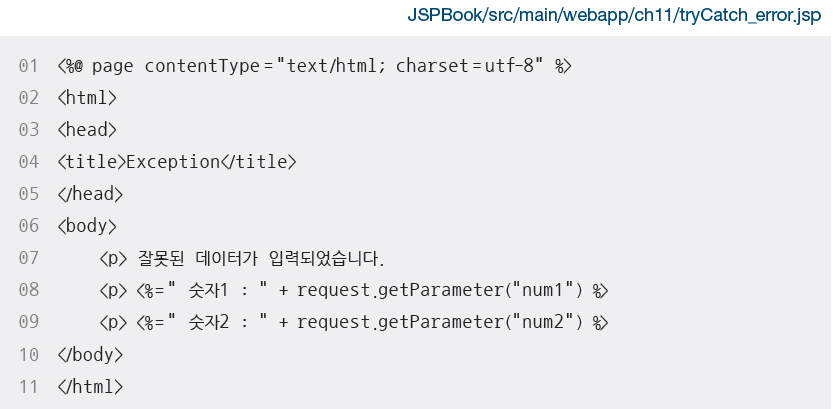 JSPBook/src/main/webapp/ch11/tryCatch_error.jsp
01 <%@ page contentType="text/html; charset=utf-8" %>
02 <html>
03 <head>
04 <title>Exception</title>
05 </head>
06 <body>
07 <p> 잘못된 데이터가 입력되었습니다.
08 <p> <%=" 숫자1 : " + request.getParameter("num1") %>
09 <p> <%=" 숫자2 : " + request.getParameter("num2") %>
10 </body>
11 </html>